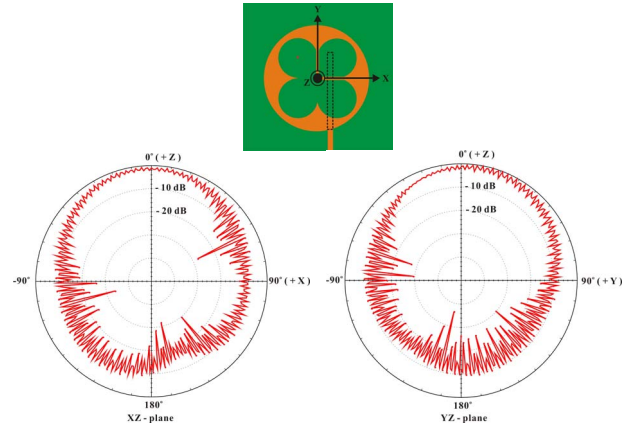 Y
X
Z
0° (+Z)
-10 dB
-20 dB
-90°
90° (+X)
180°
XZ - plane
0° (+Z)
-10 dB
-20 dB
-90°
90° (+Y)
180°
YZ - plane